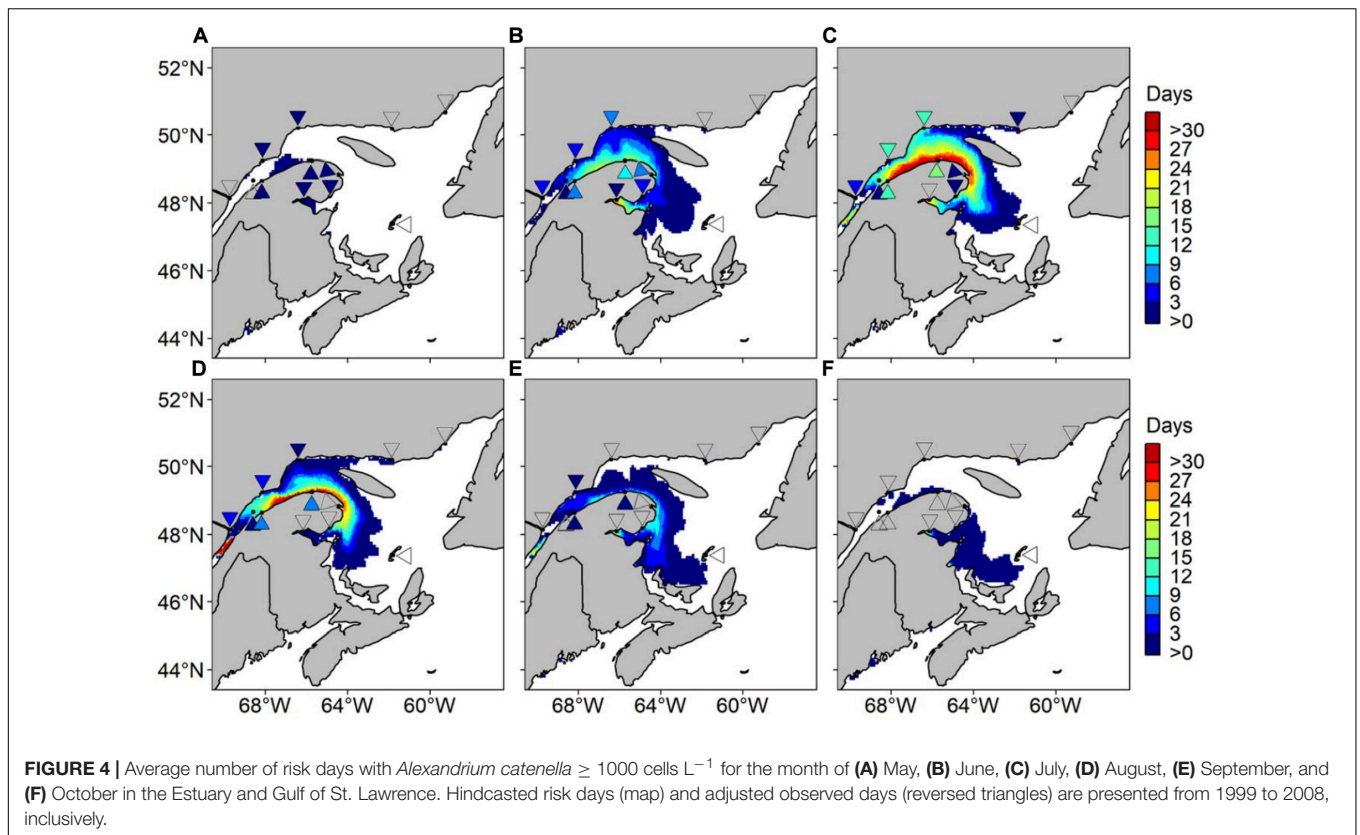 A B C
52°N
50°N
48°N
46°N
44°N
Days
>30
27
24
21
18
15
12
9
6
3
>0
D E F
52°N
50°N
48°N
46°N
44°N
Days
>30
27
24
21
18
15
12
9
6
3
>0
68°W 64°W 60°W 68°W 64°W 60°W 68°W 64°W 60°W
FIGURE 4 | Average number of risk days with Alexandrium catenella ≥ 1000 cells L−1 for the month of (A) May, (B) June, (C) July, (D) August, (E) September, and
(F) October in the Estuary and Gulf of St. Lawrence. Hindcasted risk days (map) and adjusted observed days (reversed triangles) are presented from 1999 to 2008,
inclusively.